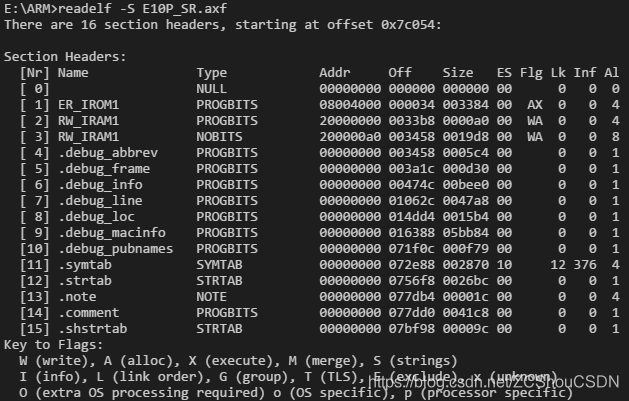 E:\ARM>readelf -S E10P_SR.axf
There are 16 section headers, starting at offset 0x7c054:
Section Headers:
[Nr] Name Type Addr Off Size ES Flg Lk Inf Al
[ 0] NULL 00000000 000000 000000 00 0 0 0
[ 1] ER_IROM1 PROGBITS 08004000 000034 003384 00 AX 0 0 4
[ 2] RW_IRAM1 PROGBITS 20000000 0033b8 0000a0 00 WA 0 0 4
[ 3] RW_IRAM1 NOBITS 200000a0 003458 0019d8 00 WA 0 0 8
[ 4] .debug_abbrev PROGBITS 00000000 003458 0005c4 00 0 0 1
[ 5] .debug_frame PROGBITS 00000000 003a1c 000d30 00 0 0 1
[ 6] .debug_info PROGBITS 00000000 00474c 00bee0 00 0 0 1
[ 7] .debug_line PROGBITS 00000000 01062c 0047a8 00 0 0 1
[ 8] .debug_loc PROGBITS 00000000 014dd4 0015b4 00 0 0 1
[ 9] .debug_macinfo PROGBITS 00000000 016388 05bb84 00 0 0 1
[10] .debug_pubnames PROGBITS 00000000 071f0c 000f79 00 0 0 1
[11] .symtab SYMTAB 00000000 072e88 002870 10 12 376 4
[12] .strtab STRTAB 00000000 0756f8 0026bc 00 0 0 1
[13] .note NOTE 00000000 077db4 00001c 00 0 0 4
[14] .comment PROGBITS 00000000 077dd0 0041c8 00 0 0 1
[15] .shstrtab STRTAB 00000000 07bf98 00009c 00 0 0 1
Key to Flags:
W (write), A (alloc), X (execute), M (merge), S (strings)
I (info), L (link order), G (group), T (TLS), E (exclude), x (unknown)
O (extra OS processing required) o (OS specific), p (processor specific)
https://blog.csdn.net/ZCShouCSDN